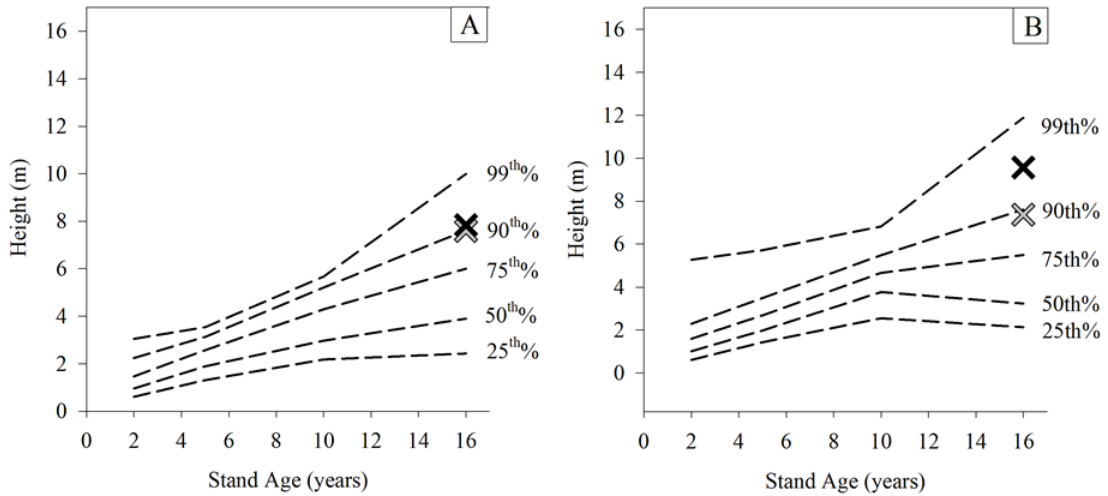 A
Height (m)
16
14
12
10
8
6
4
2
0
99th%
90th%
75th%
50th%
25th%
0 2 4 6 8 10 12 14 16
Stand Age (years)
B
Height (m)
16
14
12
10
8
6
4
2
0
99th%
90th%
75th%
50th%
25th%
0 2 4 6 8 10 12 14 16
Stand Age (years)